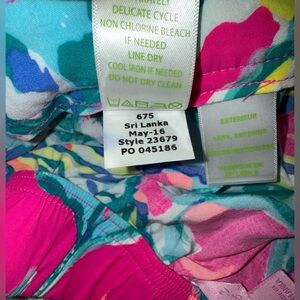 DELICATE CYCLE
NON CHLORINE BLEACH
IF NEEDED
LINE DRY
COOL IRON IF NEEDED
DO NOT DRY CLEAN
675
Sri Lanka
May-16
Style 23679
PO 045186
EXTERIEUR